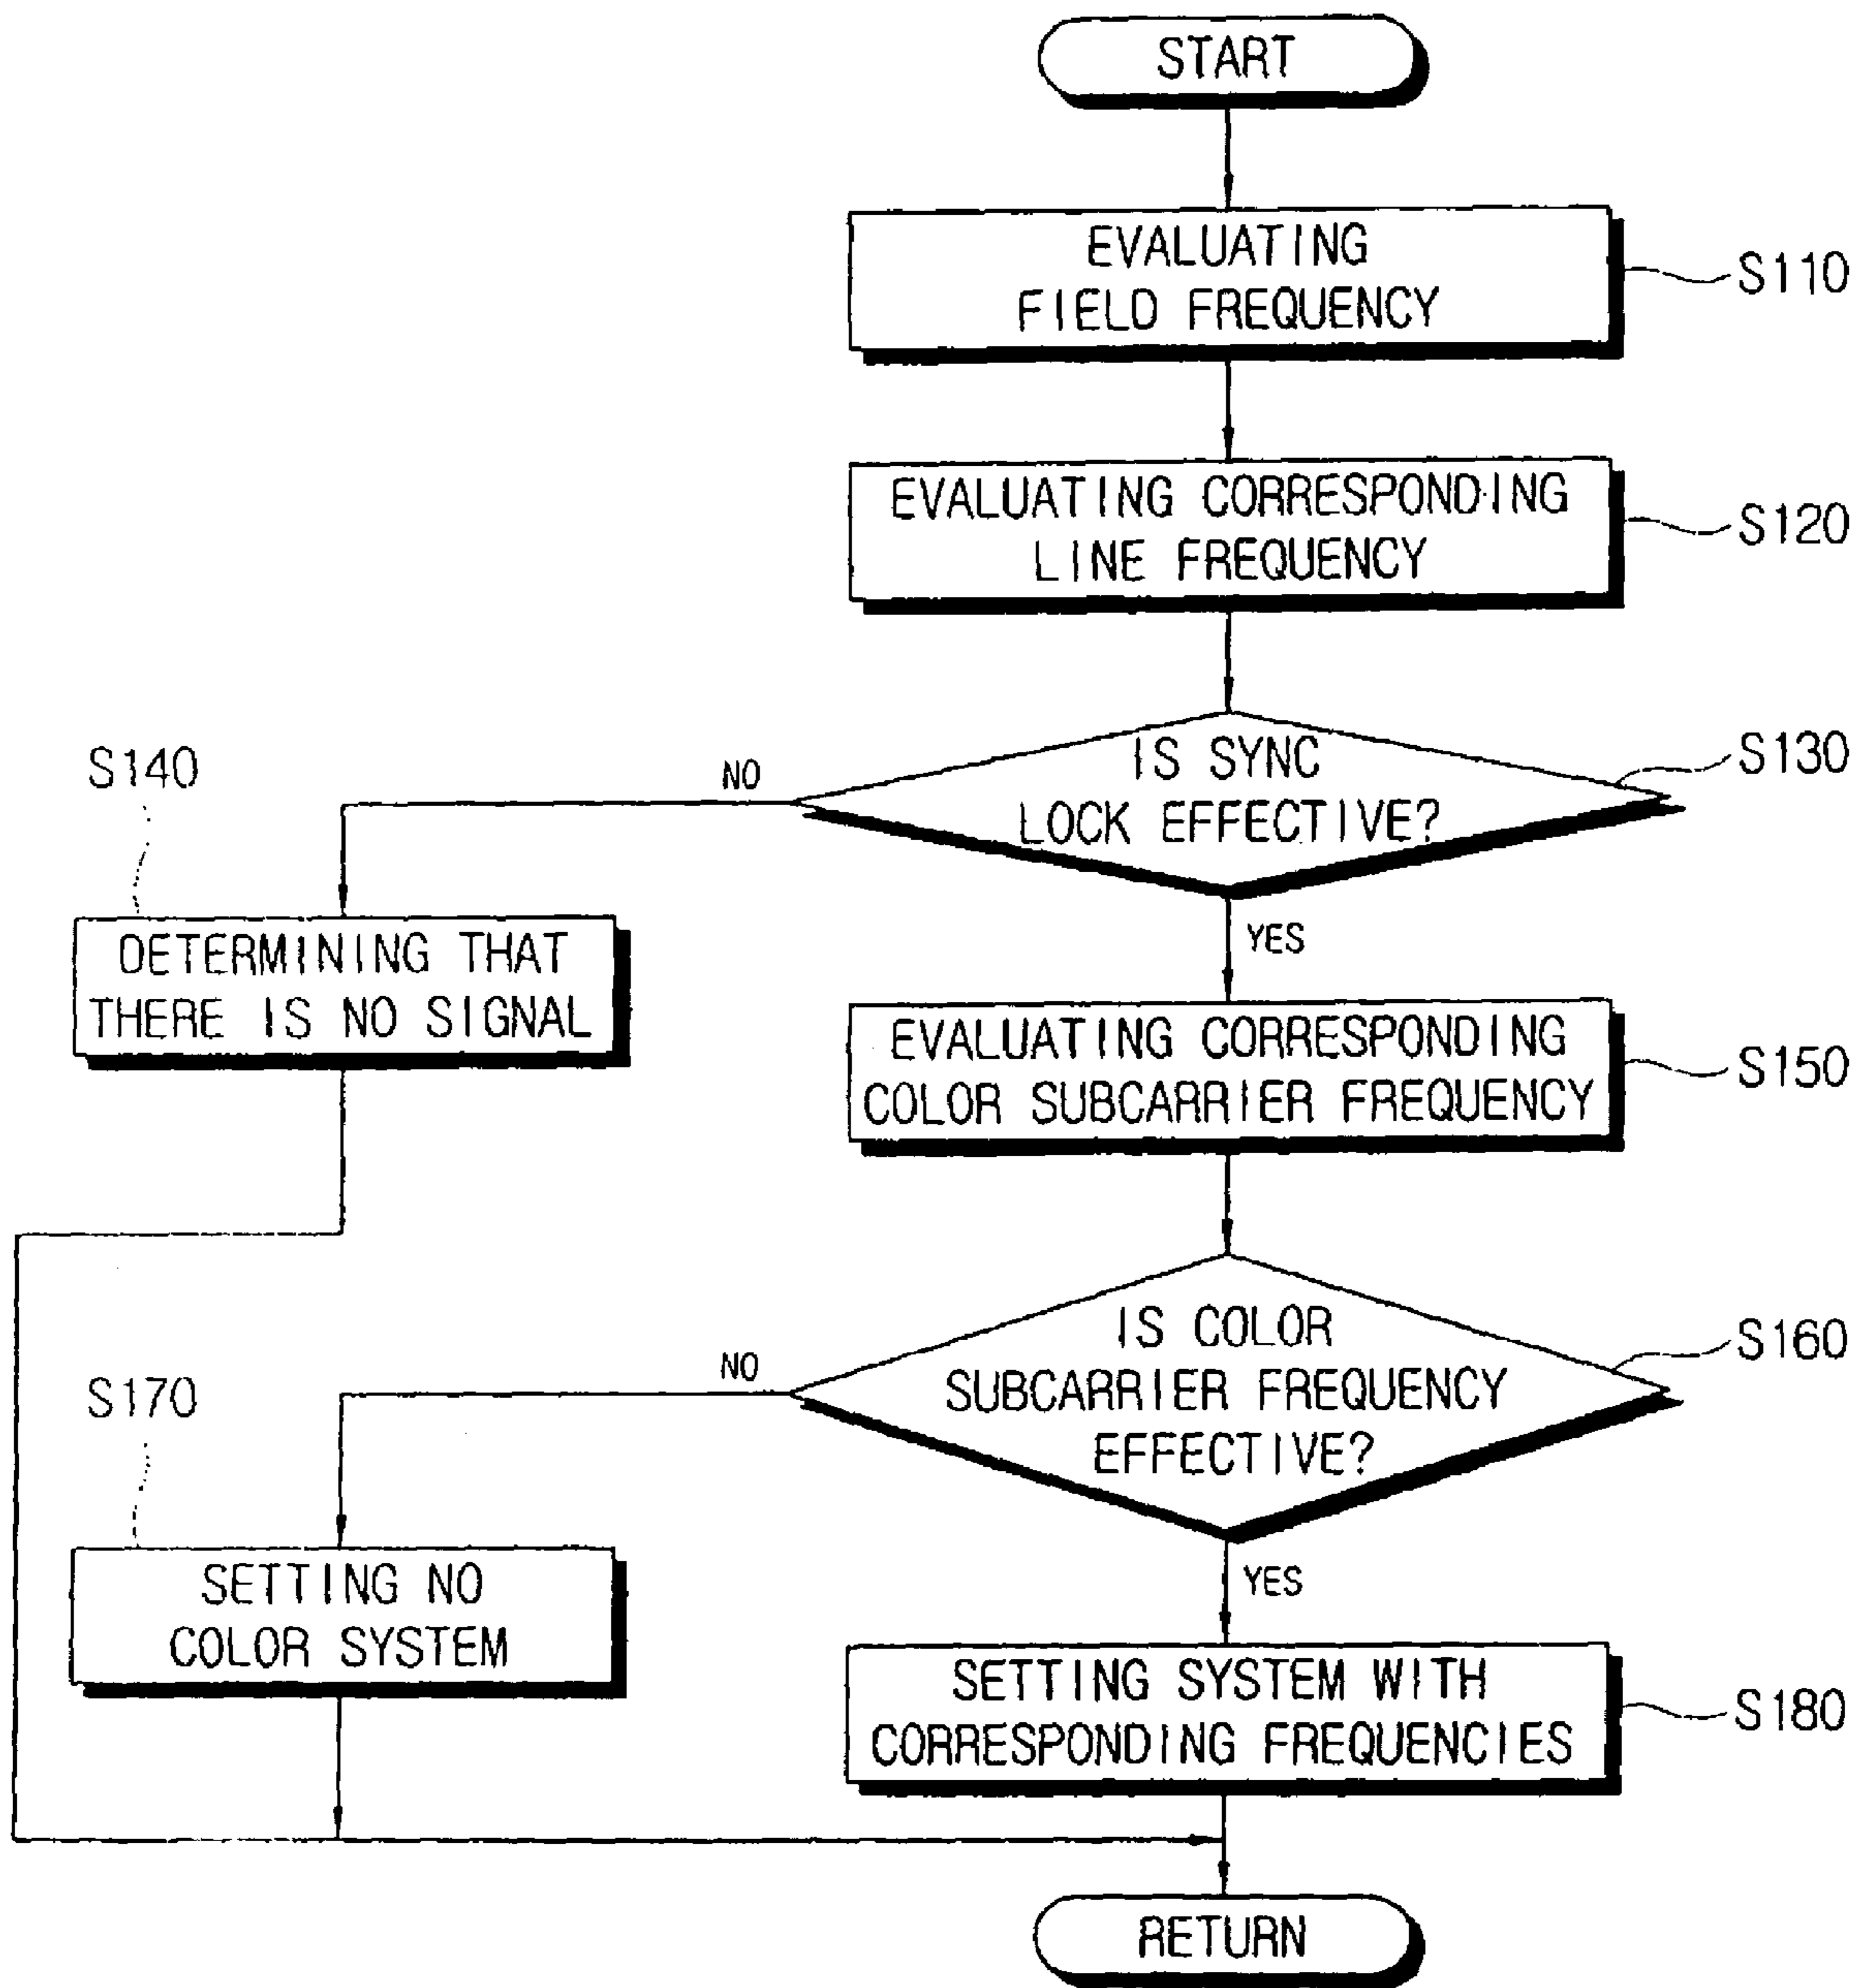 START
EVALUATING
FIELD FREQUENCY
S110
EVALUATING CORRESPONDING
LINE FREQUENCY
S120
IS SYNC
LOCK EFFECTIVE?
S130
NO
YES
S140
DETERMINING THAT
THERE IS NO SIGNAL
EVALUATING CORRESPONDING
COLOR SUBCARRIER FREQUENCY
S150
IS COLOR
SUBCARRIER FREQUENCY
EFFECTIVE?
S160
NO
YES
S170
SETTING NO
COLOR SYSTEM
SETTING SYSTEM WITH
CORRESPONDING FREQUENCIES
S180
RETURN